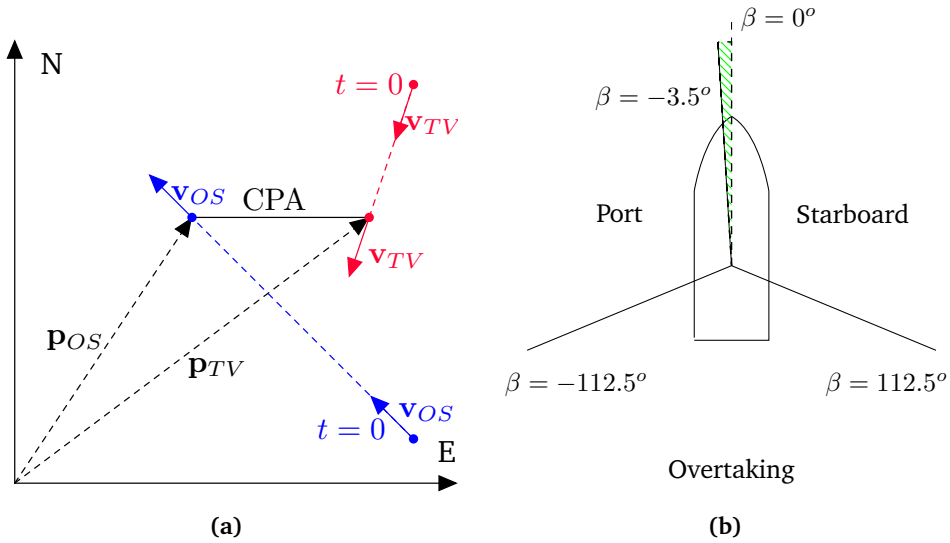 N
t = 0
v_TV
v_OS
CPA
v_TV
p_OS
p_TV
v_OS
t = 0
E
(a)
β = 0°
β = −3.5°
Port
Starboard
β = −112.5°
β = 112.5°
Overtaking
(b)